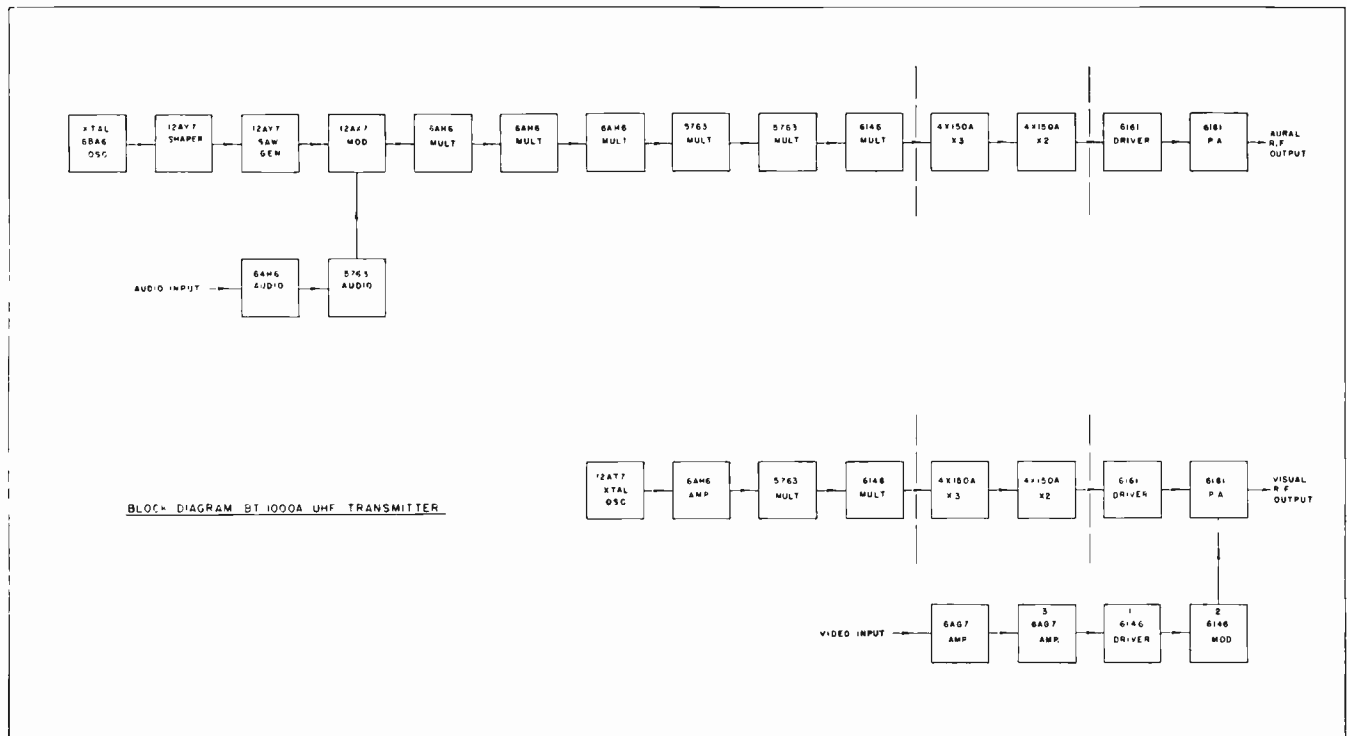 XTAL
6BA6
OSC
12AY7
SHAPER
12AY7
SAW
GEN
12AX7
MOD
6AH6
MULT
6AH6
MULT
6AH6
MULT
5763
MULT
5763
MULT
6146
MULT
4X150A
X3
4X150A
X2
6161
DRIVER
6161
P.A
AURAL
R.F
OUTPUT
AUDIO INPUT
6AH6
AUDIO
5763
AUDIO
12AT7
XTAL
OSC
6AH6
AMP
5763
MULT
6146
MULT
4X150A
X3
4X150A
X2
6161
DRIVER
6161
P.A
VISUAL
R F
OUTPUT
BLOCK DIAGRAM BT 1000A UHF TRANSMITTER
VIDEO INPUT
6AG7
AMP
3
6AG7
AMP.
1
6146
DRIVER
2
6146
MOD